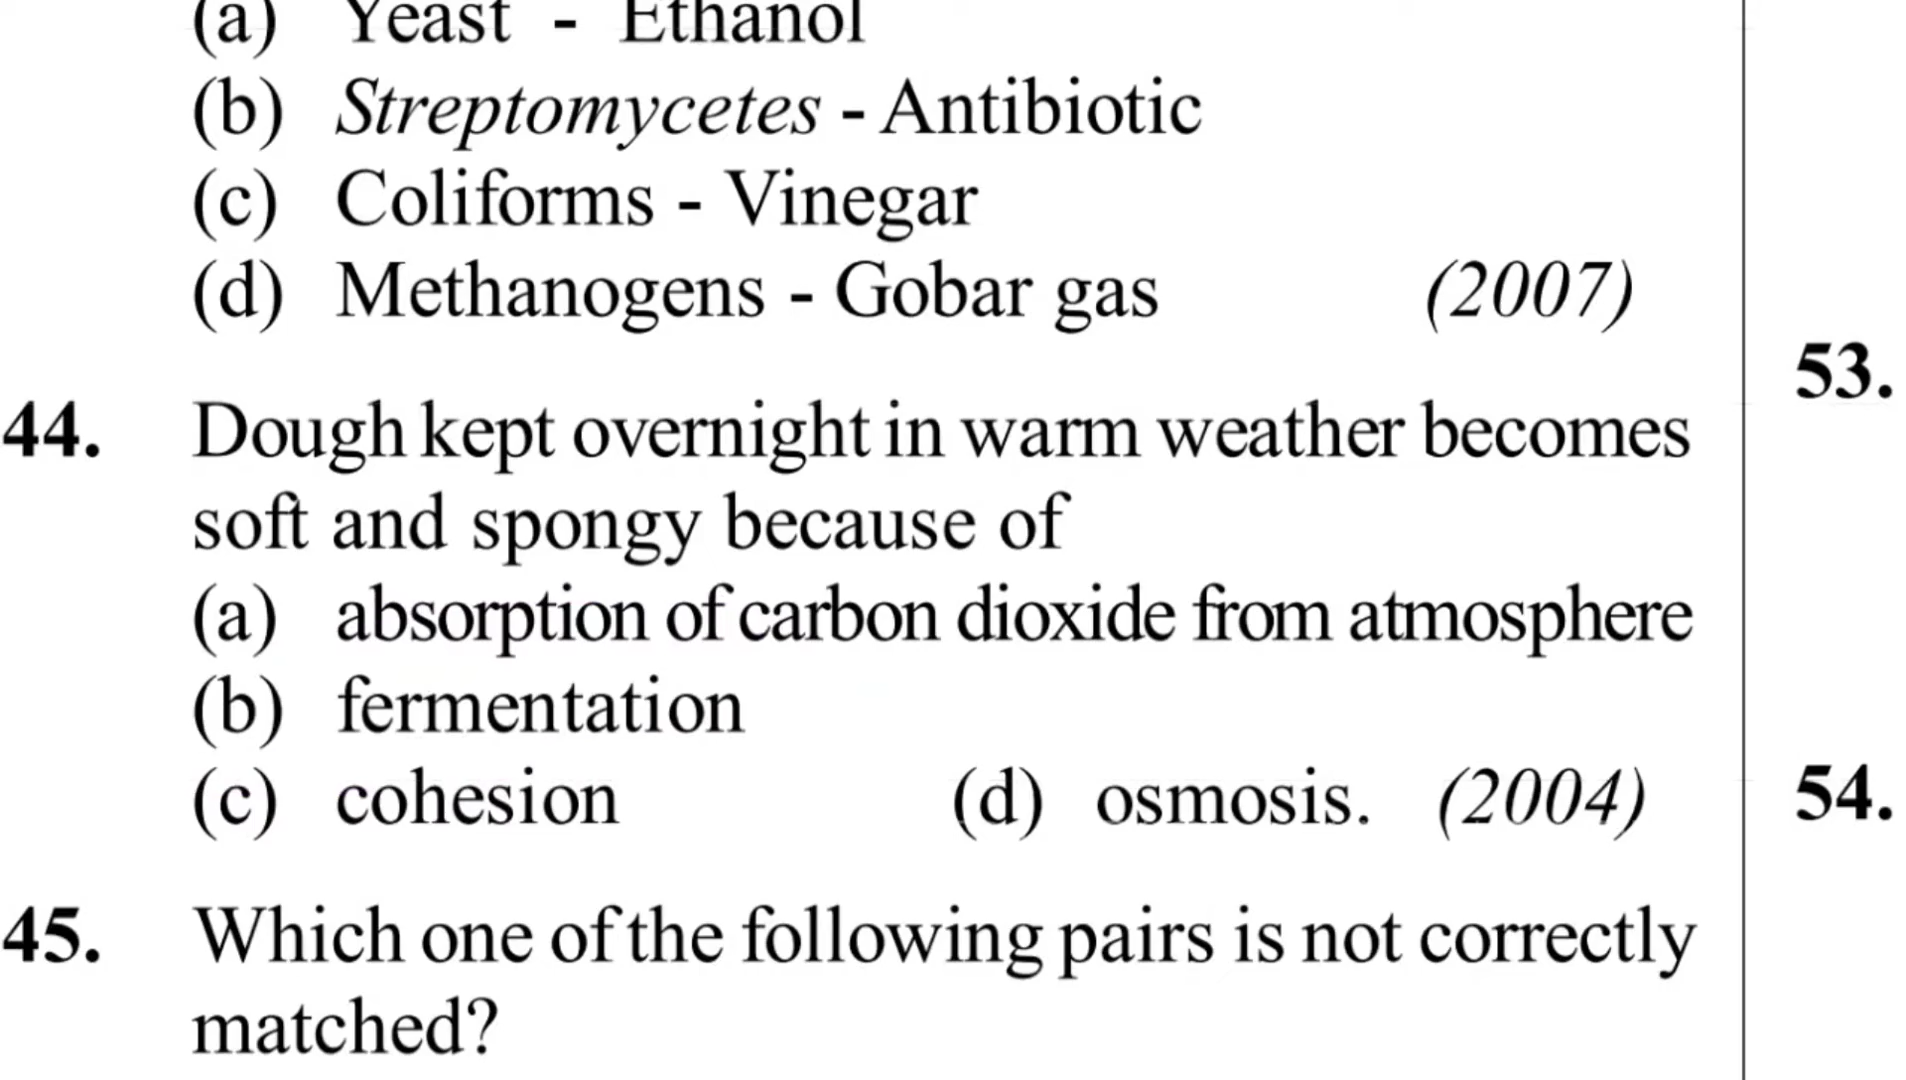 (a) Yeast - Ethanol
(b) Streptomycetes - Antibiotic
(c) Coliforms - Vinegar
(d) Methanogens - Gobar gas (2007)
44. Dough kept overnight in warm weather becomes
soft and spongy because of
(a) absorption of carbon dioxide from atmosphere
(b) fermentation
(c) cohesion (d) osmosis. (2004)
45. Which one of the following pairs is not correctly
matched?
53.
54.